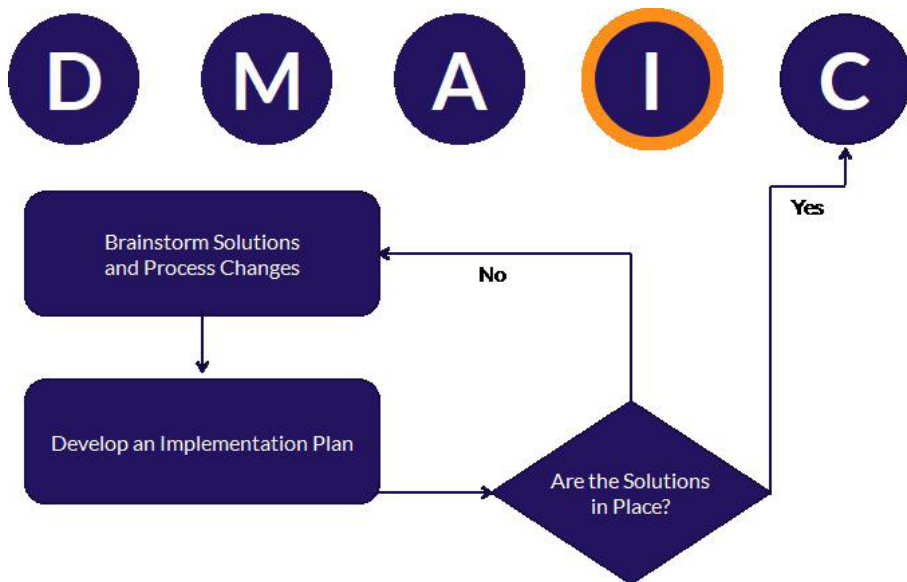 D
M
A
I
C
Yes
Brainstorm Solutions
and Process Changes
No
Develop an Implementation Plan
Are the Solutions
in Place?